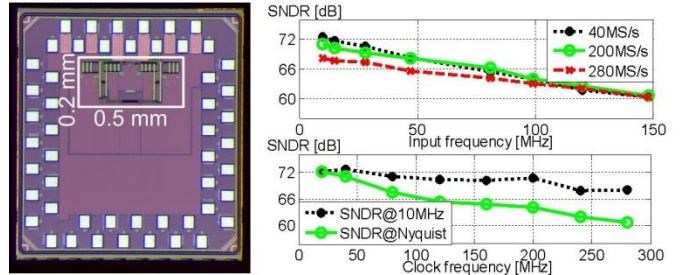 0.2 mm
0.5 mm
SNDR [dB]
72
66
60
40MS/s
200MS/s
280MS/s
0
50
100
150
Input frequency [MHz]
SNDR [dB]
72
66
60
SNDR@10MHz
SNDR@Nyquist
0
50
100
150
200
250
300
Clock frequency [MHz]